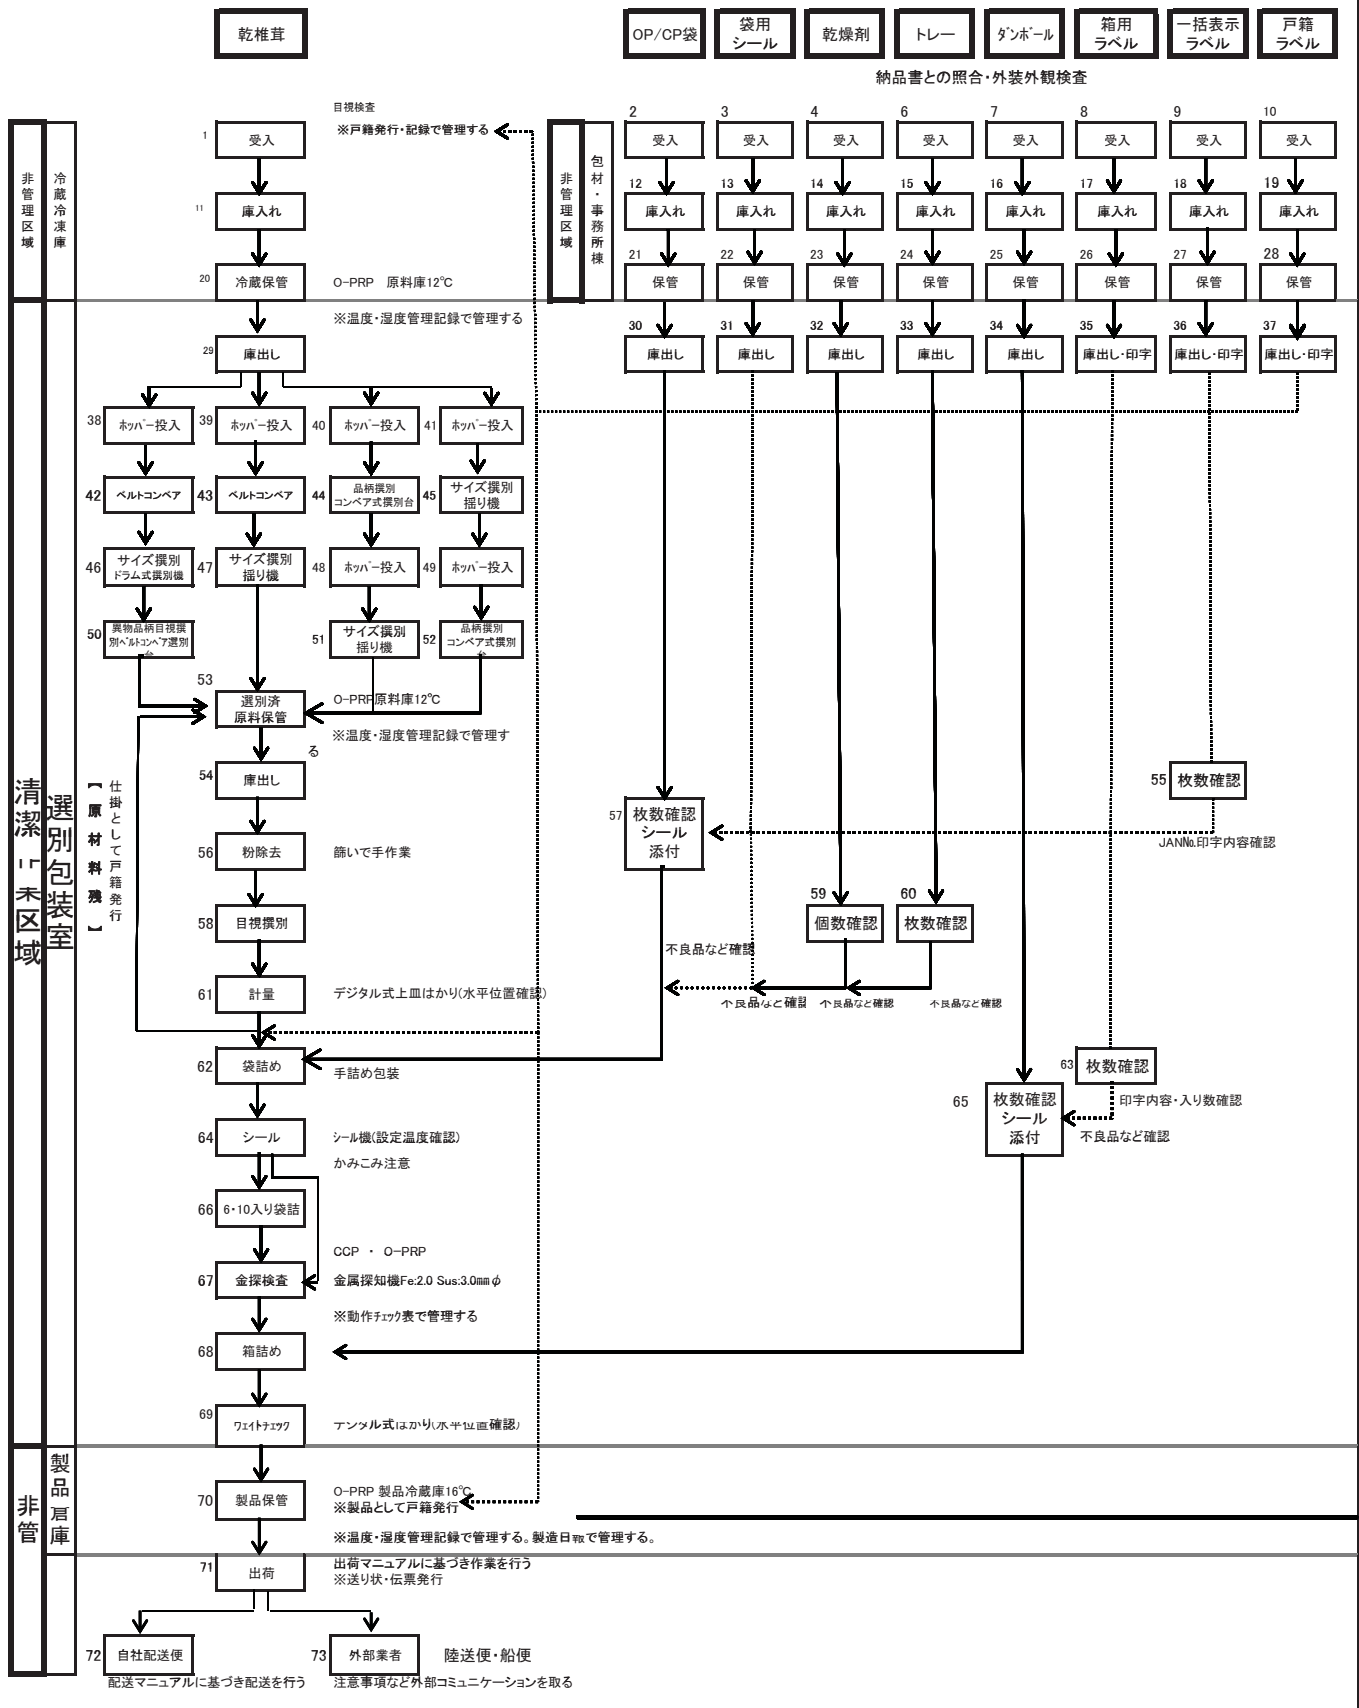 乾椎茸
OP/CP袋
袋用
シール
乾燥剤
トレー
ダンボール
箱用
ラベル
一括表示
ラベル
戸籍
ラベル
納品書との照合・外装外観検査
目視検査
※戸籍発行・記録で管理する
非管理区域
冷蔵冷凍庫
非管理区域
包材・事務所棟
1 受入
2 受入
3 受入
4 受入
6 受入
7 受入
8 受入
9 受入
10 受入
11 庫入れ
12 庫入れ
13 庫入れ
14 庫入れ
15 庫入れ
16 庫入れ
17 庫入れ
18 庫入れ
19 庫入れ
20 冷蔵保管
O-PRP 原料庫12℃
21 保管
22 保管
23 保管
24 保管
25 保管
26 保管
27 保管
28 保管
※温度・湿度管理記録で管理する
29 庫出し
30 庫出し
31 庫出し
32 庫出し
33 庫出し
34 庫出し
35 庫出し・印字
36 庫出し・印字
37 庫出し・印字
38 ホッパー投入
39 ホッパー投入
40 ホッパー投入
41 ホッパー投入
42 ベルトコンベア
43 ベルトコンベア
44 品柄撰別
コンベア式撰別台
45 サイズ撰別
揺り機
46 サイズ撰別
ドラム式撰別機
47 サイズ撰別
揺り機
48 ホッパー投入
49 ホッパー投入
50 異物品柄目視撰
別ベルトコンベア選別
台
51 サイズ撰別
揺り機
52 品柄撰別
コンベア式撰別台
53 選別済
原料保管
O-PRP原料庫12℃
※温度・湿度管理記録で管理す
る
清潔
区域
選別包装室
【原材料残】
仕掛として戸籍発行
54 庫出し
55 枚数確認
JAN№印字内容確認
56 粉除去
篩いで手作業
57 枚数確認
シール
添付
58 目視撰別
59 個数確認
60 枚数確認
不良品など確認
不良品など確認
不良品など確認
不良品など確認
61 計量
デジタル式上皿はかり(水平位置確認)
62 袋詰め
手詰め包装
63 枚数確認
印字内容・入り数確認
64 シール
シール機(設定温度確認)
かみこみ注意
65 枚数確認
シール
添付
不良品など確認
66 6・10入り袋詰
CCP ・ O-PRP
67 金探検査
金属探知機Fe:2.0 Sus:3.0㎜φ
※動作チェック表で管理する
68 箱詰め
69 ウェイトチェック
デジタル式はかり(水平位置確認)
非管
製品倉庫
70 製品保管
O-PRP 製品冷蔵庫16℃
※製品として戸籍発行
※温度・湿度管理記録で管理する。製造日報で管理する。
71 出荷
出荷マニュアルに基づき作業を行う
※送り状・伝票発行
72 自社配送便
配送マニュアルに基づき配送を行う
73 外部業者
陸送便・船便
注意事項など外部コミュニケーションを取る